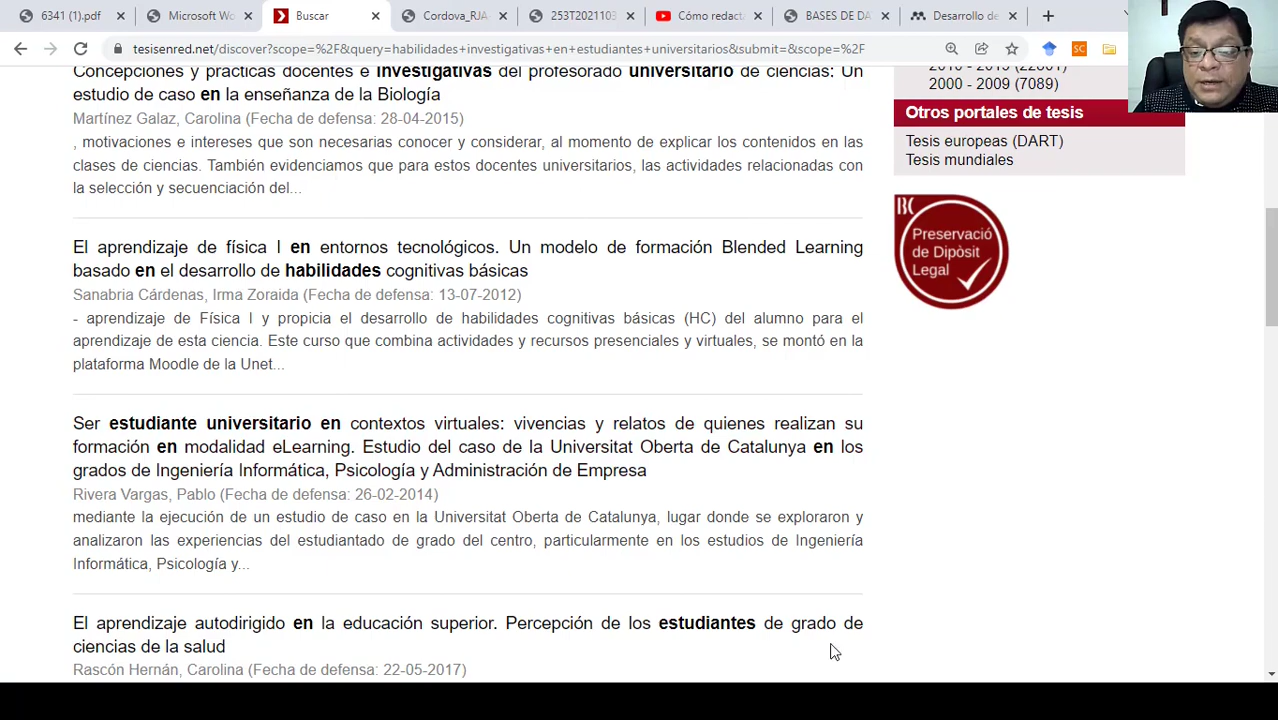 6341 (1).pdf
Microsoft Wo
Buscar
Cordova_RJA
253T2021103
Cómo redact
BASES DE DA
Desarrollo de
tesisenred.net/discover?scope=%2F&query=habilidades+investigativas+en+estudiantes+universitarios&submit=&scope=%2F
SC
Concepciones y prácticas docentes e investigativas del profesorado universitario de ciencias: Un
estudio de caso en la enseñanza de la Biología
Martínez Galaz, Carolina (Fecha de defensa: 28-04-2015)
, motivaciones e intereses que son necesarias conocer y considerar, al momento de explicar los contenidos en las
clases de ciencias. También evidenciamos que para estos docentes universitarios, las actividades relacionadas con
la selección y secuenciación del...
El aprendizaje de física I en entornos tecnológicos. Un modelo de formación Blended Learning
basado en el desarrollo de habilidades cognitivas básicas
Sanabria Cárdenas, Irma Zoraida (Fecha de defensa: 13-07-2012)
- aprendizaje de Física I y propicia el desarrollo de habilidades cognitivas básicas (HC) del alumno para el
aprendizaje de esta ciencia. Este curso que combina actividades y recursos presenciales y virtuales, se montó en la
plataforma Moodle de la Unet...
Ser estudiante universitario en contextos virtuales: vivencias y relatos de quienes realizan su
formación en modalidad eLearning. Estudio del caso de la Universitat Oberta de Catalunya en los
grados de Ingeniería Informática, Psicología y Administración de Empresa
Rivera Vargas, Pablo (Fecha de defensa: 26-02-2014)
mediante la ejecución de un estudio de caso en la Universitat Oberta de Catalunya, lugar donde se exploraron y
analizaron las experiencias del estudiantado de grado del centro, particularmente en los estudios de Ingeniería
Informática, Psicología y...
El aprendizaje autodirigido en la educación superior. Percepción de los estudiantes de grado de
ciencias de la salud
Rascón Hernán, Carolina (Fecha de defensa: 22-05-2017)
2000 - 2009 (7089)
Otros portales de tesis
Tesis europeas (DART)
Tesis mundiales
BC
Preservació
de Dipòsit
Legal